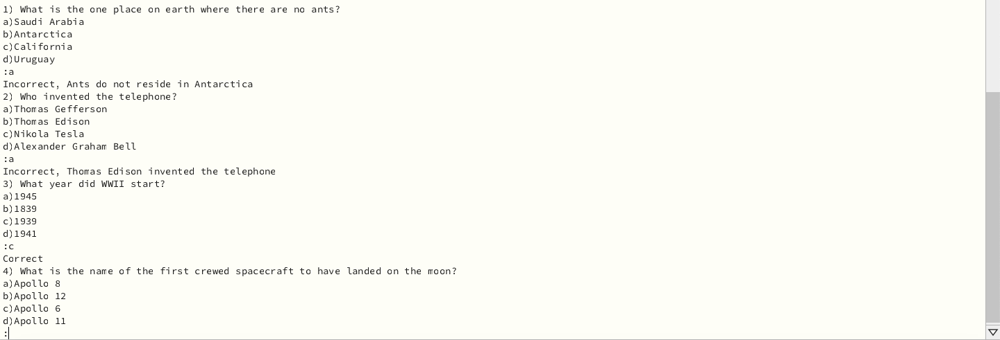 1) What is the one place on earth where there are no ants?
a)Saudi Arabia
b)Antarctica
c)California
d)Uruguay
:a
Incorrect, Ants do not reside in Antarctica
2) Who invented the telephone?
a)Thomas Gefferson
b)Thomas Edison
c)Nikola Tesla
d)Alexander Graham Bell
:a
Incorrect, Thomas Edison invented the telephone
3) What year did WWII start?
a)1945
b)1839
c)1939
d)1941
:c
Correct
4) What is the name of the first crewed spacecraft to have landed on the moon?
a)Apollo 8
b)Apollo 12
c)Apollo 6
d)Apollo 11
: